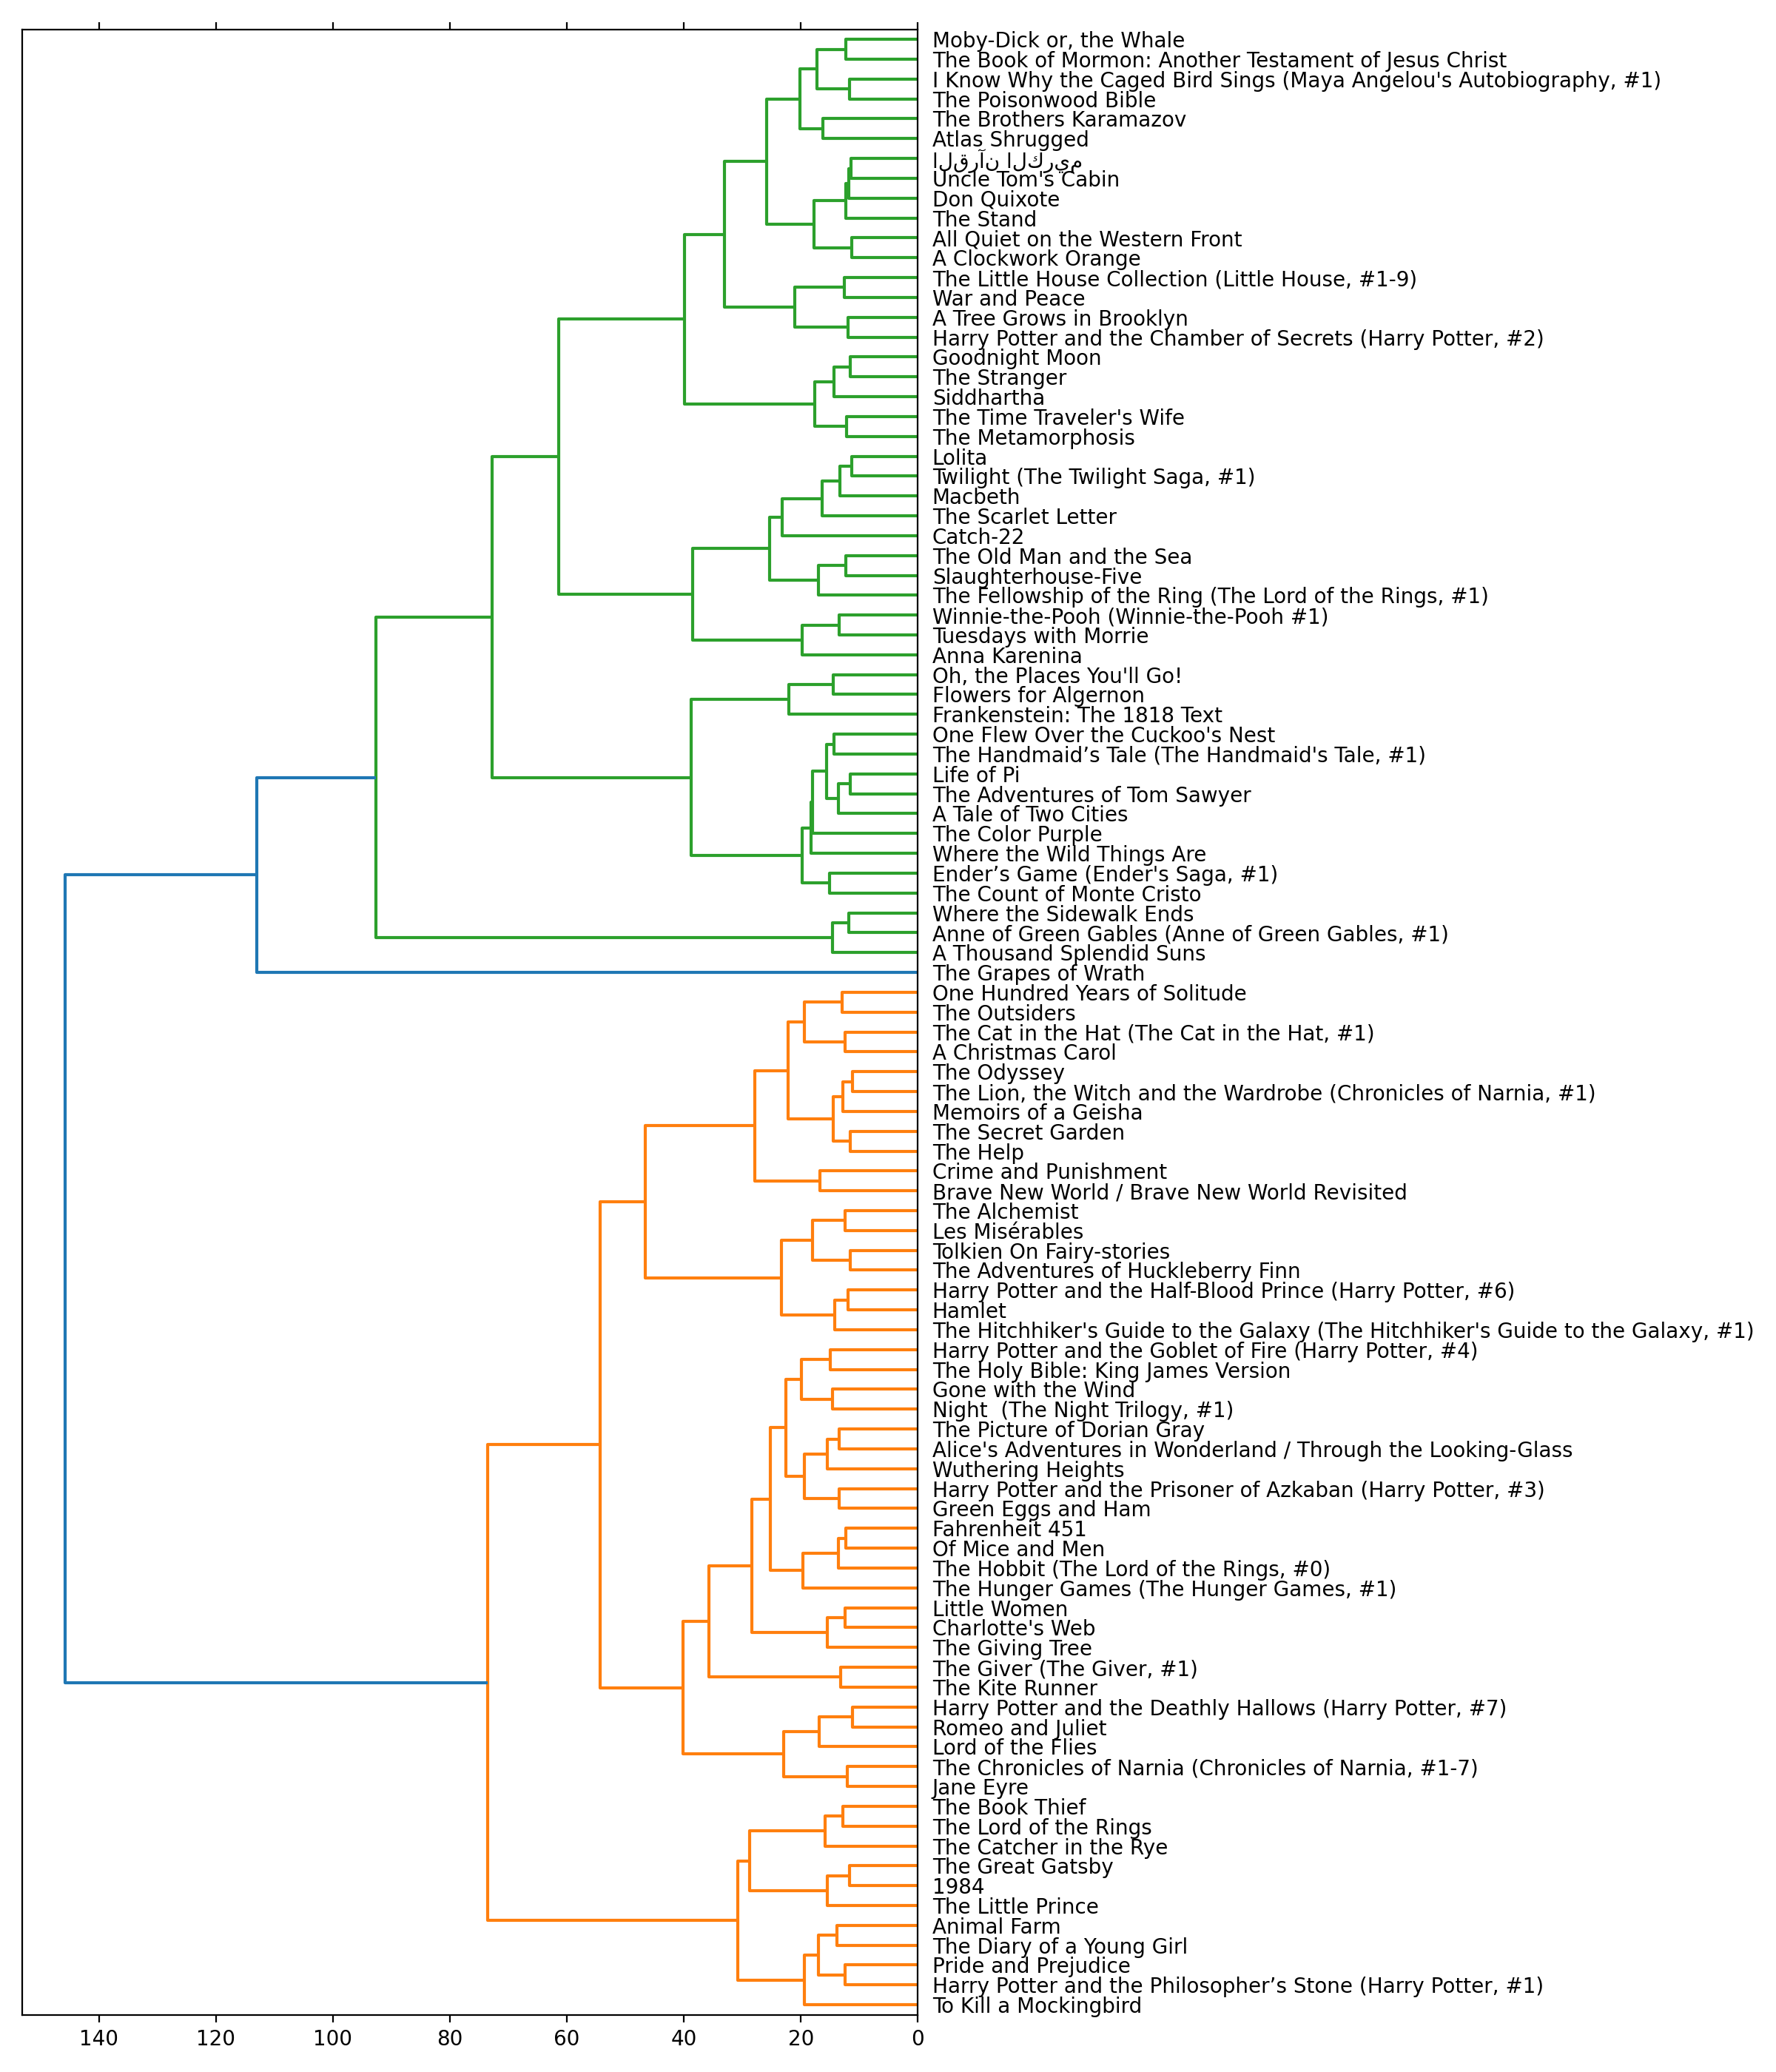 Moby-Dick or, the Whale
The Book of Mormon: Another Testament of Jesus Christ
I Know Why the Caged Bird Sings (Maya Angelou's Autobiography, #1)
The Poisonwood Bible
The Brothers Karamazov
Atlas Shrugged
القرآن الكريم
Uncle Tom's Cabin
Don Quixote
The Stand
All Quiet on the Western Front
A Clockwork Orange
The Little House Collection (Little House, #1-9)
War and Peace
A Tree Grows in Brooklyn
Harry Potter and the Chamber of Secrets (Harry Potter, #2)
Goodnight Moon
The Stranger
Siddhartha
The Time Traveler's Wife
The Metamorphosis
Lolita
Twilight (The Twilight Saga, #1)
Macbeth
The Scarlet Letter
Catch-22
The Old Man and the Sea
Slaughterhouse-Five
The Fellowship of the Ring (The Lord of the Rings, #1)
Winnie-the-Pooh (Winnie-the-Pooh #1)
Tuesdays with Morrie
Anna Karenina
Oh, the Places You'll Go!
Flowers for Algernon
Frankenstein: The 1818 Text
One Flew Over the Cuckoo's Nest
The Handmaid’s Tale (The Handmaid's Tale, #1)
Life of Pi
The Adventures of Tom Sawyer
A Tale of Two Cities
The Color Purple
Where the Wild Things Are
Ender’s Game (Ender's Saga, #1)
The Count of Monte Cristo
Where the Sidewalk Ends
Anne of Green Gables (Anne of Green Gables, #1)
A Thousand Splendid Suns
The Grapes of Wrath
One Hundred Years of Solitude
The Outsiders
The Cat in the Hat (The Cat in the Hat, #1)
A Christmas Carol
The Odyssey
The Lion, the Witch and the Wardrobe (Chronicles of Narnia, #1)
Memoirs of a Geisha
The Secret Garden
The Help
Crime and Punishment
Brave New World / Brave New World Revisited
The Alchemist
Les Misérables
Tolkien On Fairy-stories
The Adventures of Huckleberry Finn
Harry Potter and the Half-Blood Prince (Harry Potter, #6)
Hamlet
The Hitchhiker's Guide to the Galaxy (The Hitchhiker's Guide to the Galaxy, #1)
Harry Potter and the Goblet of Fire (Harry Potter, #4)
The Holy Bible: King James Version
Gone with the Wind
Night  (The Night Trilogy, #1)
The Picture of Dorian Gray
Alice's Adventures in Wonderland / Through the Looking-Glass
Wuthering Heights
Harry Potter and the Prisoner of Azkaban (Harry Potter, #3)
Green Eggs and Ham
Fahrenheit 451
Of Mice and Men
The Hobbit (The Lord of the Rings, #0)
The Hunger Games (The Hunger Games, #1)
Little Women
Charlotte's Web
The Giving Tree
The Giver (The Giver, #1)
The Kite Runner
Harry Potter and the Deathly Hallows (Harry Potter, #7)
Romeo and Juliet
Lord of the Flies
The Chronicles of Narnia (Chronicles of Narnia, #1-7)
Jane Eyre
The Book Thief
The Lord of the Rings
The Catcher in the Rye
The Great Gatsby
1984
The Little Prince
Animal Farm
The Diary of a Young Girl
Pride and Prejudice
Harry Potter and the Philosopher’s Stone (Harry Potter, #1)
To Kill a Mockingbird
140 120 100 80 60 40 20 0